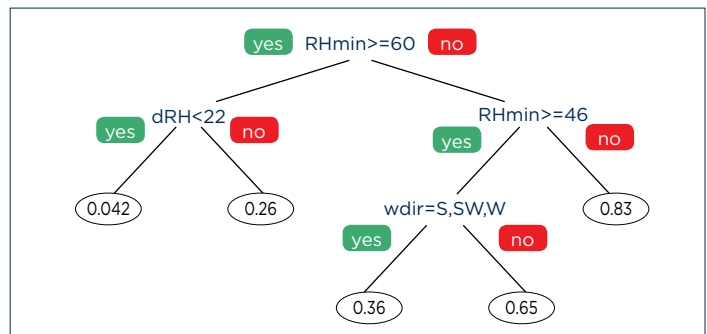 yes RHmin>=60 no
dRH<22 RHmin>=46
yes no yes no
0.042 0.26 wdir=S,SW,W 0.83
yes no
0.36 0.65